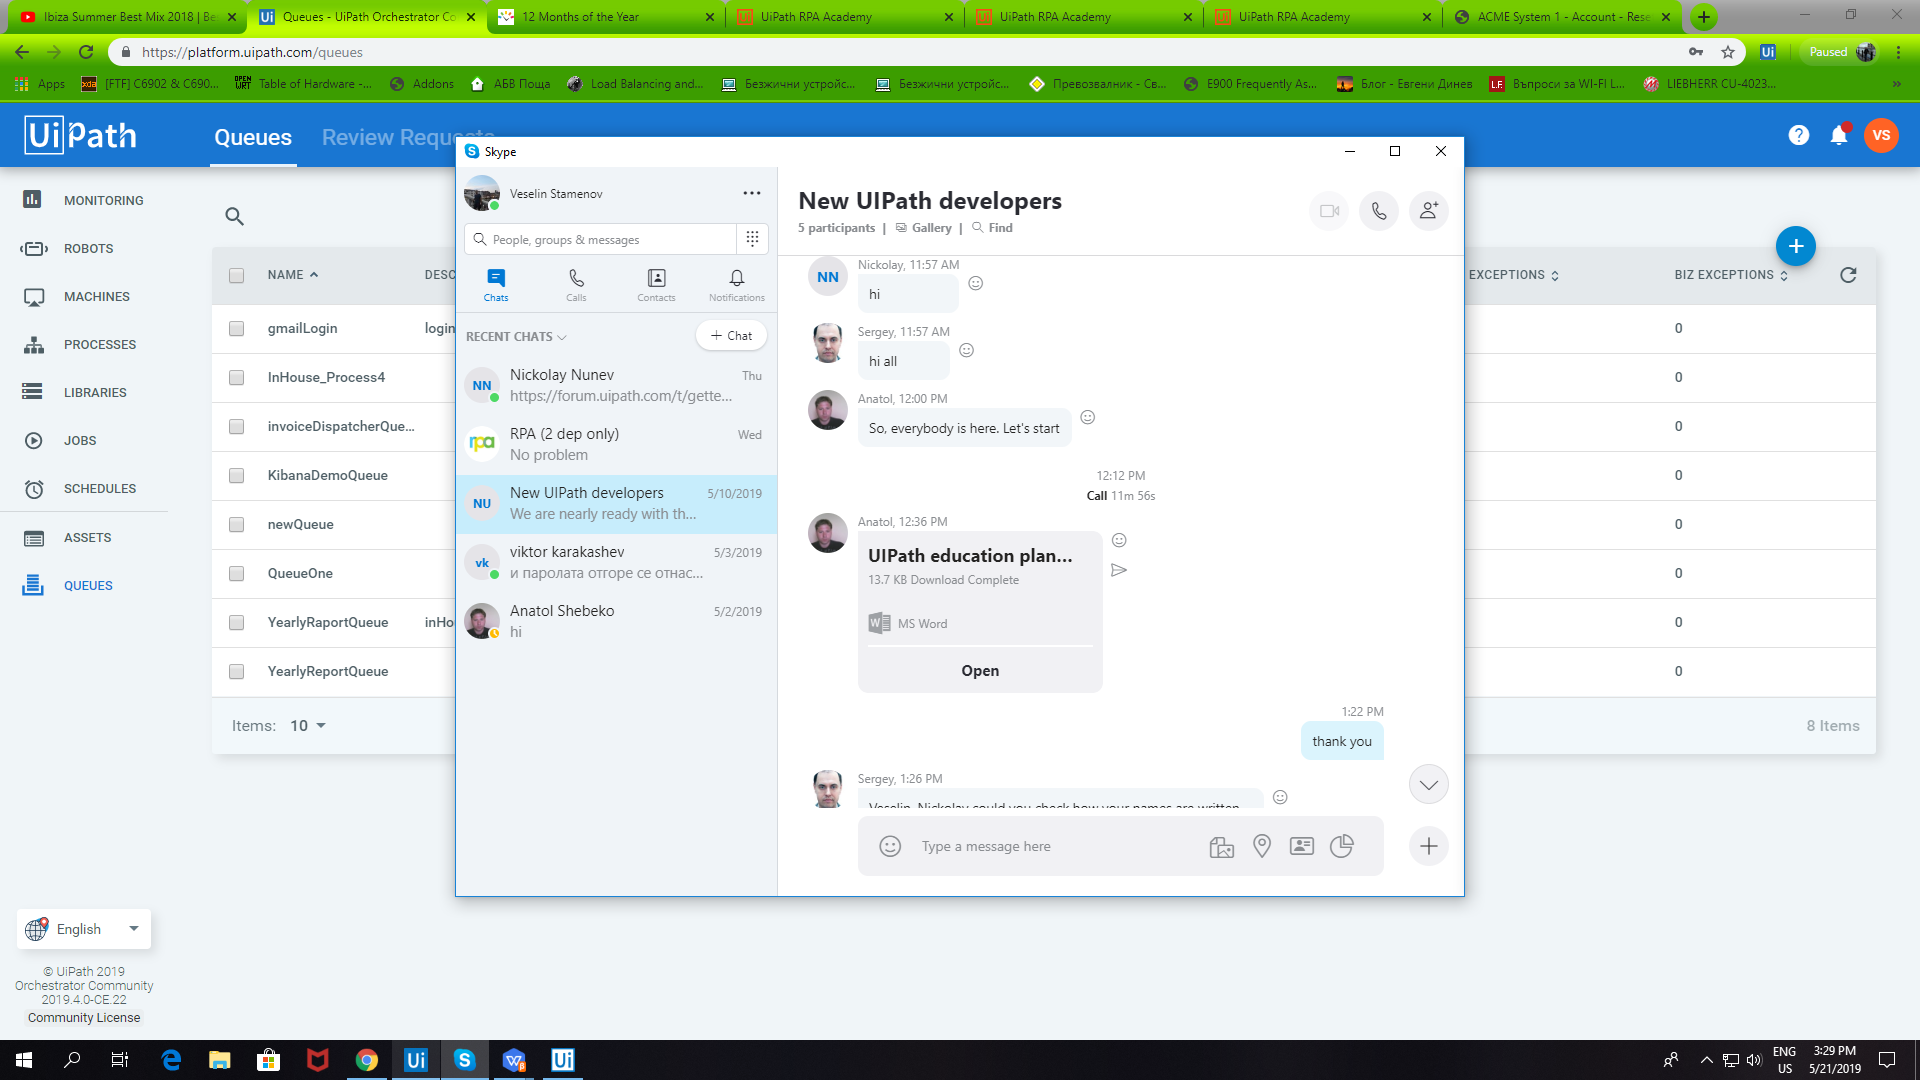 Ibiza Summer Best Mix 2018 | Be
Queues - UiPath Orchestrator Co
12 Months of the Year
UiPath RPA Academy
UiPath RPA Academy
UiPath RPA Academy
ACME System 1 - Account - Rese
https://platform.uipath.com/queues
Paused
Apps
[FTF] C6902 & C690...
Table of Hardware -...
Addons
АБВ Поща
Load Balancing and...
Безжични устройс...
Безжични устройс...
Превозвалник - Св...
E900 Frequently As...
Блог - Евгени Динев
Въпроси за WI-FI L...
LIEBHERR CU-4023...
UiPath
Queues
Review Requests
VS
MONITORING
ROBOTS
MACHINES
PROCESSES
LIBRARIES
JOBS
SCHEDULES
ASSETS
QUEUES
NAME
DESC
EXCEPTIONS
BIZ EXCEPTIONS
gmailLogin
login
0
InHouse_Process4
0
invoiceDispatcherQue...
0
KibanaDemoQueue
0
newQueue
0
QueueOne
0
YearlyRaportQueue
inHo
0
YearlyReportQueue
0
Items: 10
8 Items
Skype
Veselin Stamenov
People, groups & messages
Chats
Calls
Contacts
Notifications
RECENT CHATS
+ Chat
NN
Nickolay Nunev
Thu
https://forum.uipath.com/t/gette...
rpa
RPA (2 dep only)
Wed
No problem
NU
New UIPath developers
5/10/2019
We are nearly ready with th...
vk
viktor karakashev
5/3/2019
и паролата отгоре се отнас...
Anatol Shebeko
5/2/2019
hi
New UIPath developers
5 participants | Gallery | Find
NN
Nickolay, 11:57 AM
hi
Sergey, 11:57 AM
hi all
Anatol, 12:00 PM
So, everybody is here. Let's start
12:12 PM
Call 11m 56s
Anatol, 12:36 PM
UIPath education plan...
13.7 KB Download Complete
MS Word
Open
1:22 PM
thank you
Sergey, 1:26 PM
Veselin, Nickolay could you check how your names are written
Type a message here
English
© UiPath 2019
Orchestrator Community
2019.4.0-CE.22
Community License
ENG
US
3:29 PM
5/21/2019